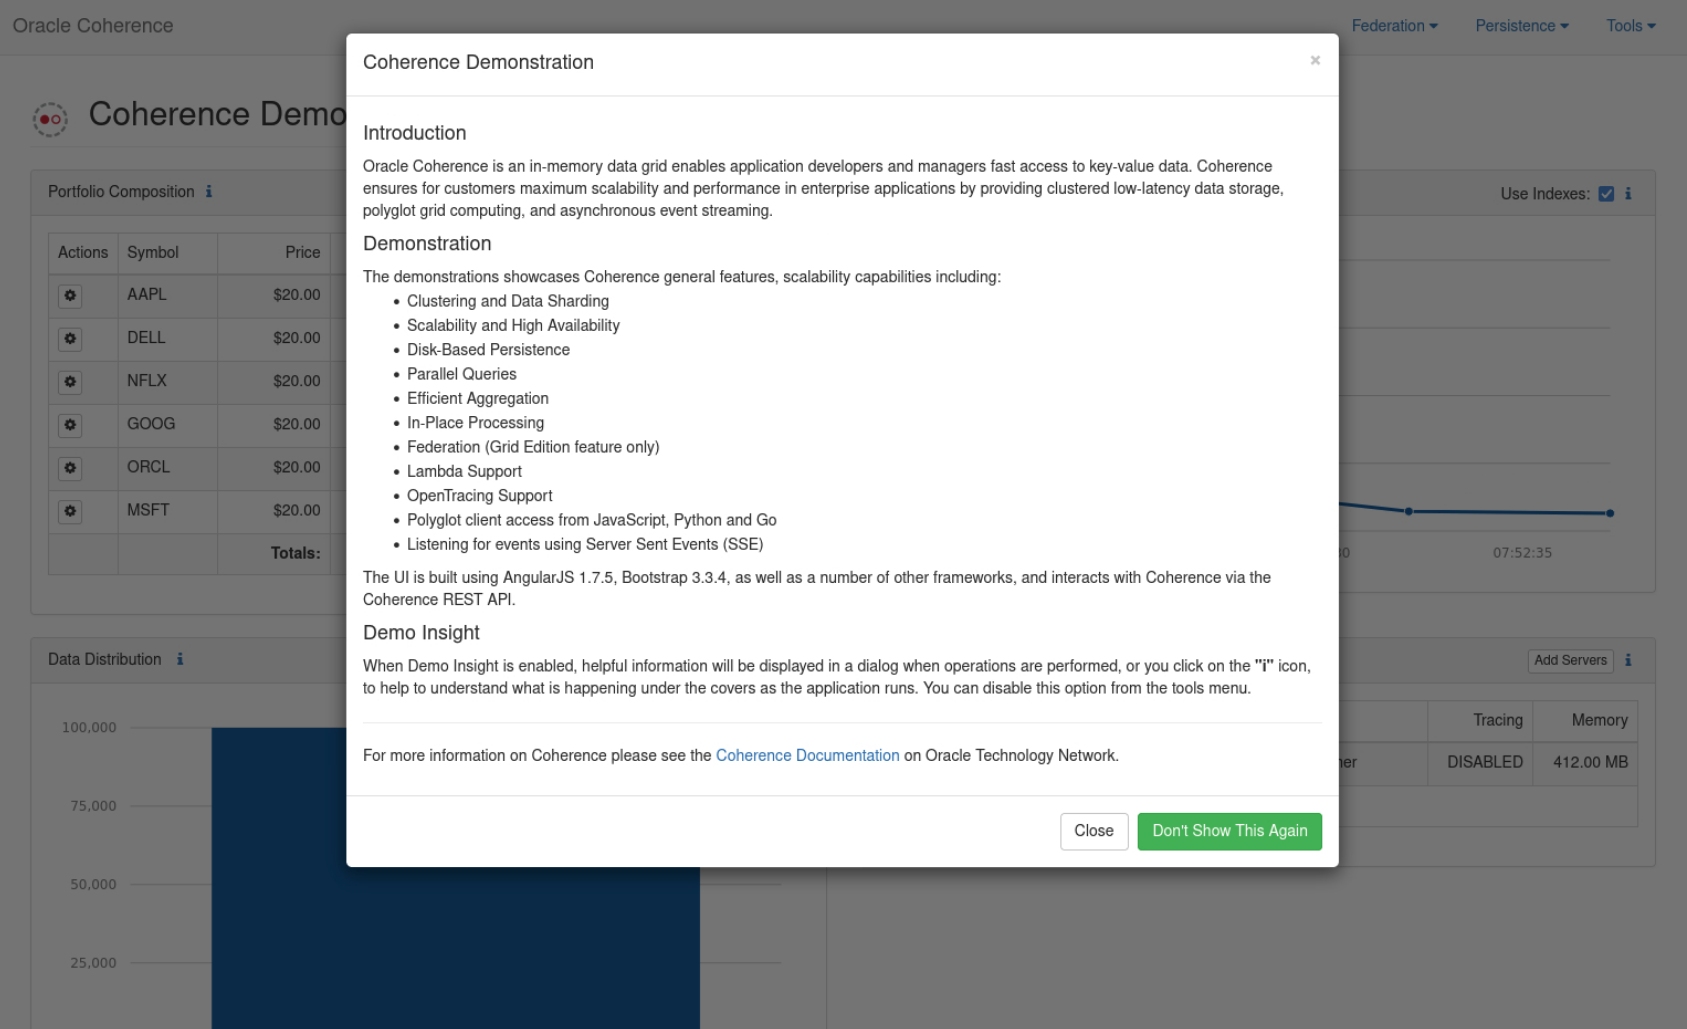 Oracle Coherence
Federation
Persistence
Tools
Coherence Demo
Portfolio Composition
Use Indexes:
Actions Symbol Price
AAPL $20.00
DELL $20.00
NFLX $20.00
GOOG $20.00
ORCL $20.00
MSFT $20.00
Totals:
07:52:35
Data Distribution
100,000
75,000
50,000
25,000
Add Servers
Tracing Memory
DISABLED 412.00 MB
Coherence Demonstration
×
Introduction
Oracle Coherence is an in-memory data grid enables application developers and managers fast access to key-value data. Coherence
ensures for customers maximum scalability and performance in enterprise applications by providing clustered low-latency data storage,
polyglot grid computing, and asynchronous event streaming.
Demonstration
The demonstrations showcases Coherence general features, scalability capabilities including:
• Clustering and Data Sharding
• Scalability and High Availability
• Disk-Based Persistence
• Parallel Queries
• Efficient Aggregation
• In-Place Processing
• Federation (Grid Edition feature only)
• Lambda Support
• OpenTracing Support
• Polyglot client access from JavaScript, Python and Go
• Listening for events using Server Sent Events (SSE)
The UI is built using AngularJS 1.7.5, Bootstrap 3.3.4, as well as a number of other frameworks, and interacts with Coherence via the
Coherence REST API.
Demo Insight
When Demo Insight is enabled, helpful information will be displayed in a dialog when operations are performed, or you click on the "i" icon,
to help to understand what is happening under the covers as the application runs. You can disable this option from the tools menu.
For more information on Coherence please see the Coherence Documentation on Oracle Technology Network.
Close
Don't Show This Again